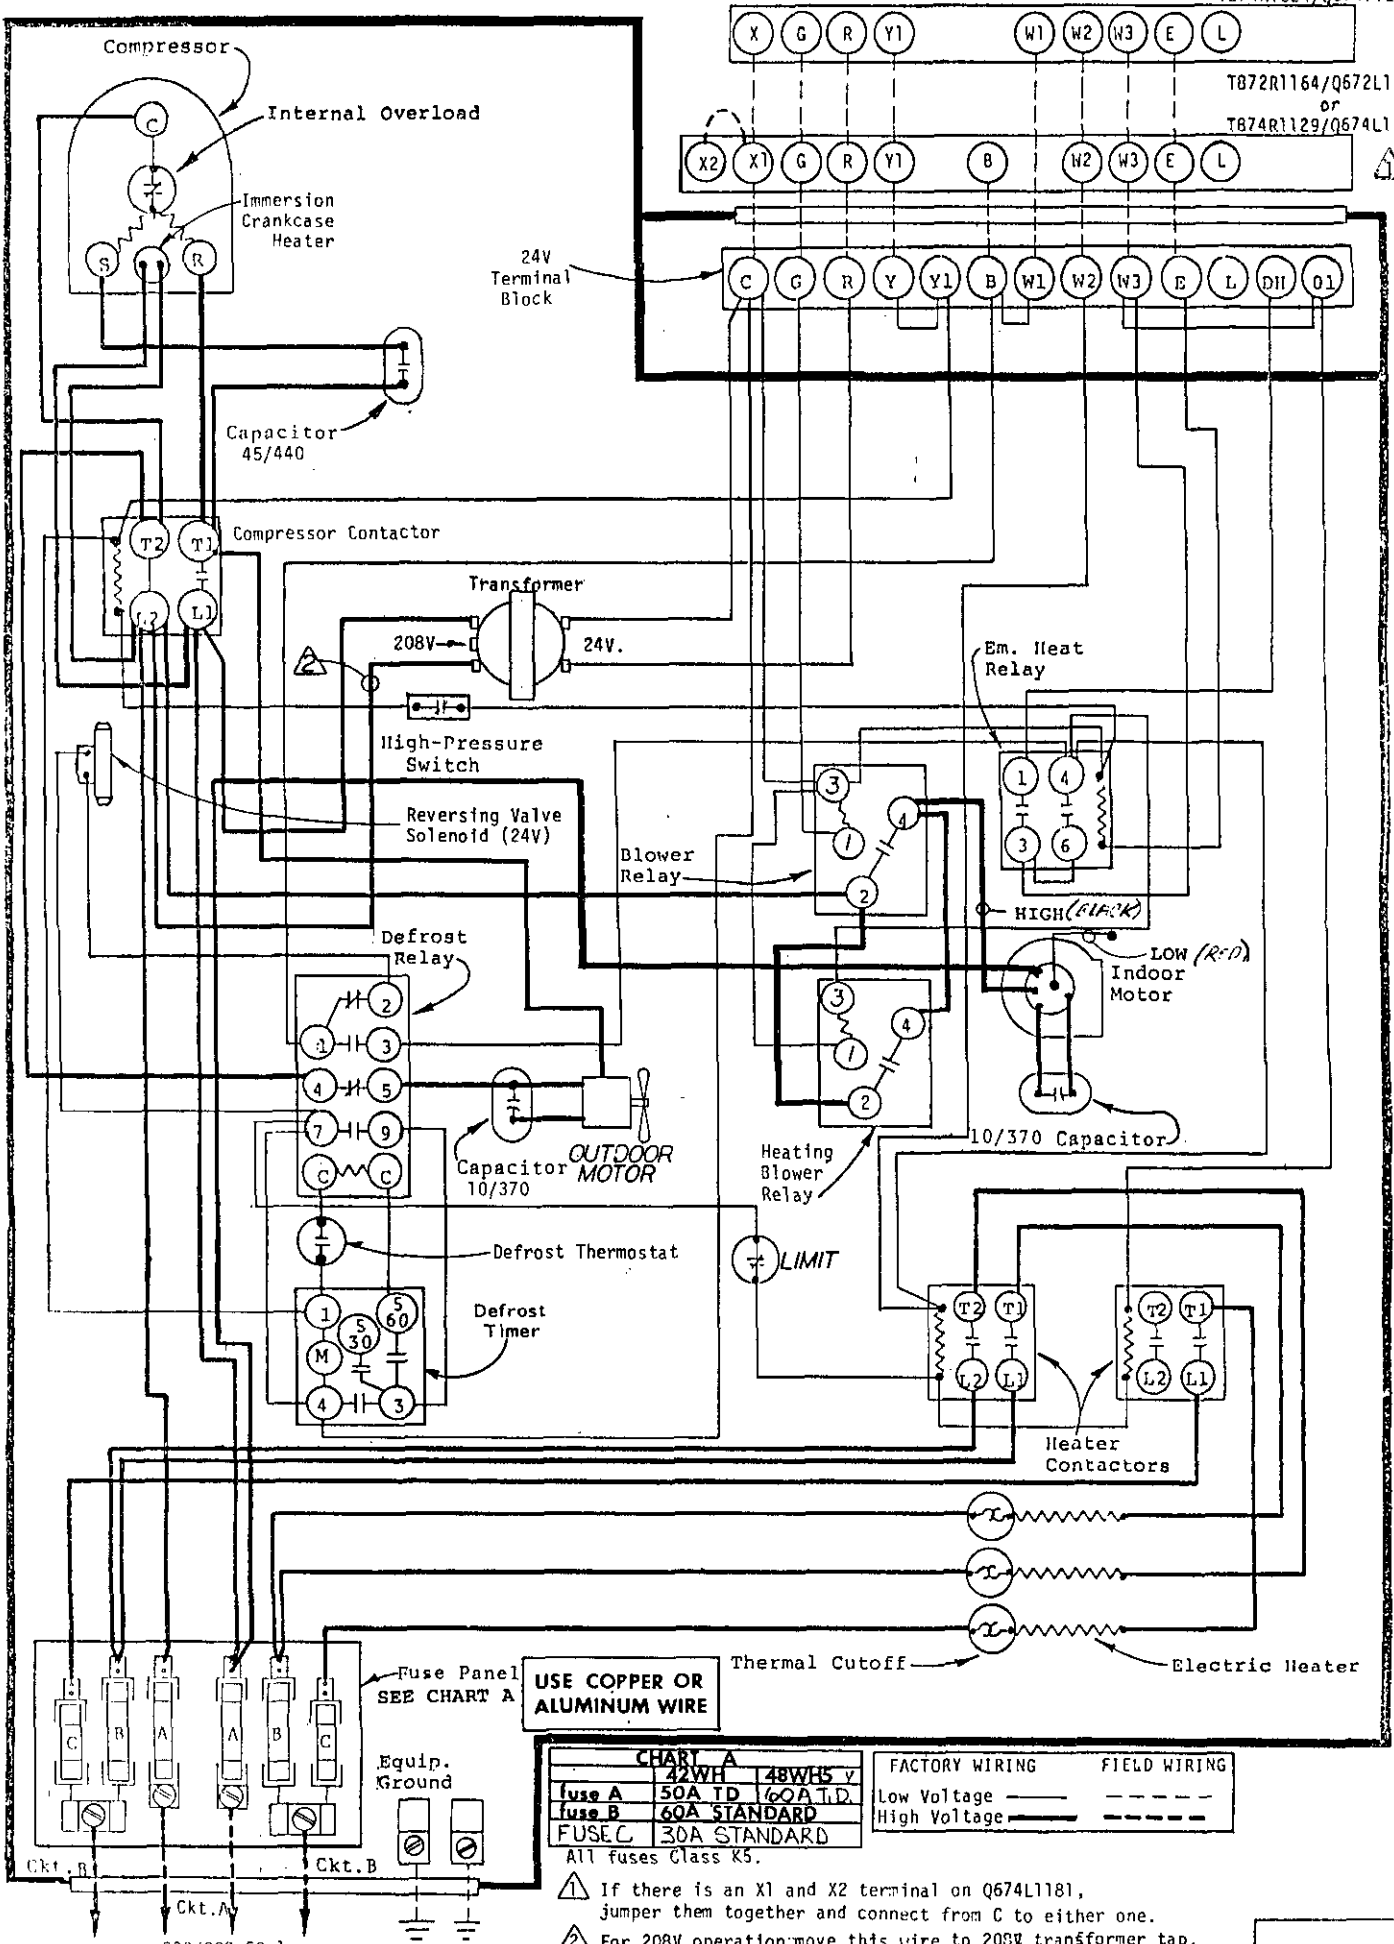 X G R Y1 W1 W2 W3 E L
T872R1164/Q672L1
or
T874R1129/Q674L1
X2 X1 G R Y1 B W2 W3 E L
1
24V
Terminal
Block
C G R Y Y1 B W1 W2 W3 E L DH O1
Compressor
C
Internal Overload
Immersion
Crankcase
Heater
S R
Capacitor
45/440
Compressor Contactor
T2 T1
L2 L1
Transformer
208V
24V.
2
High-Pressure
Switch
Reversing Valve
Solenoid (24V)
Em. Heat
Relay
1 4
3 6
Blower
Relay
3 4
1
2
HIGH (BLACK)
LOW (RED)
Indoor
Motor
Defrost
Relay
2
1 3
4 5
7 9
C C
3
4
1
2
Heating
Blower
Relay
10/370 Capacitor
Capacitor
10/370
OUTDOOR
MOTOR
Defrost Thermostat
LIMIT
Defrost
Timer
1 S 30 S 60
M
4 3
T2 T1 T2 T1
L2 L1 L2 L1
Heater
Contactors
Thermal Cutoff
Electric Heater
Fuse Panel
SEE CHART A
USE COPPER OR
ALUMINUM WIRE
C B A A B C
Equip.
Ground
Ckt. B
Ckt.B
Ckt.A
CHART A
42WH 48WH5
fuse A 50A TD 60A T.D.
fuse B 60A STANDARD
FUSE C 30A STANDARD
All fuses Class K5.
FACTORY WIRING FIELD WIRING
Low Voltage
High Voltage
1 If there is an X1 and X2 terminal on Q674L1181,
jumper them together and connect from C to either one.
2 For 208V operation move this wire to 208V transformer tap.